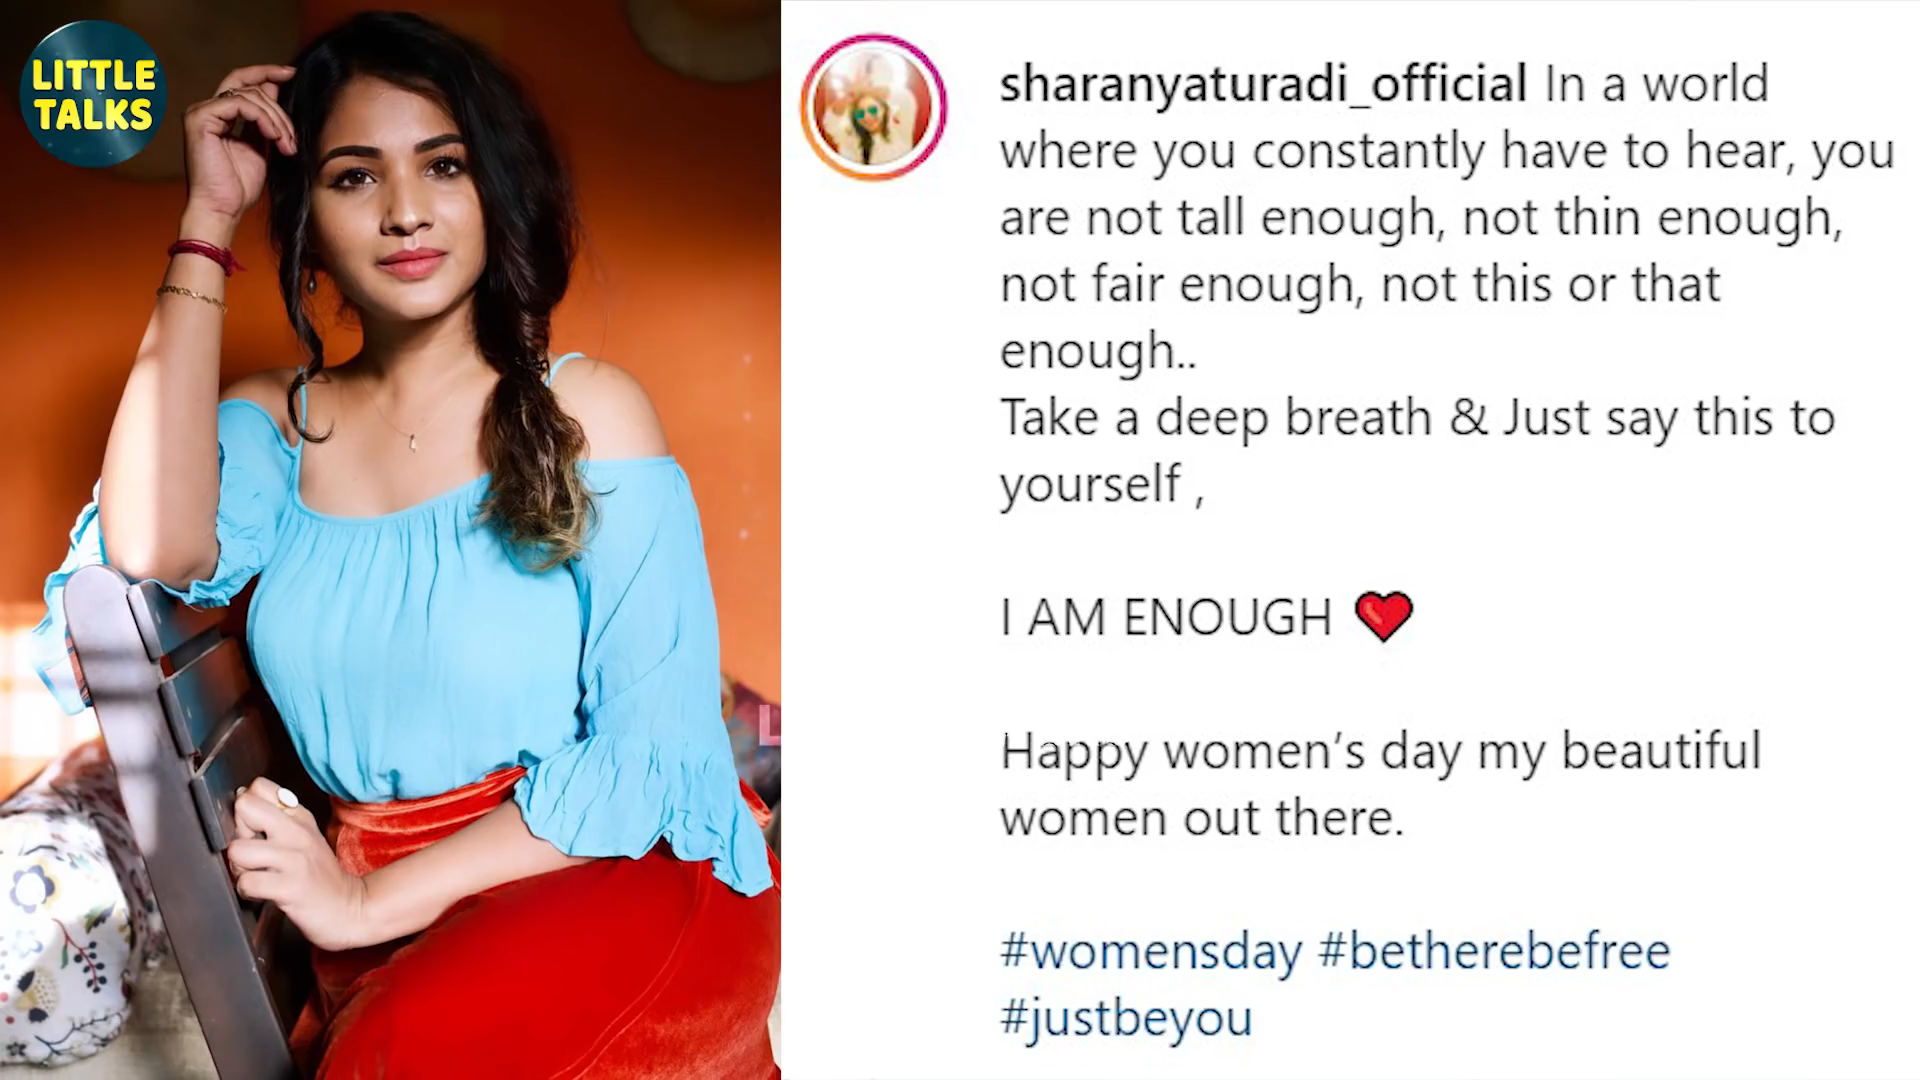 LITTLE
TALKS
sharanyaturadi_official In a world
where you constantly have to hear, you
are not tall enough, not thin enough,
not fair enough, not this or that
enough..
Take a deep breath & Just say this to
yourself ,
I AM ENOUGH ❤️
Happy women’s day my beautiful
women out there.
#womensday #betherebefree
#justbeyou